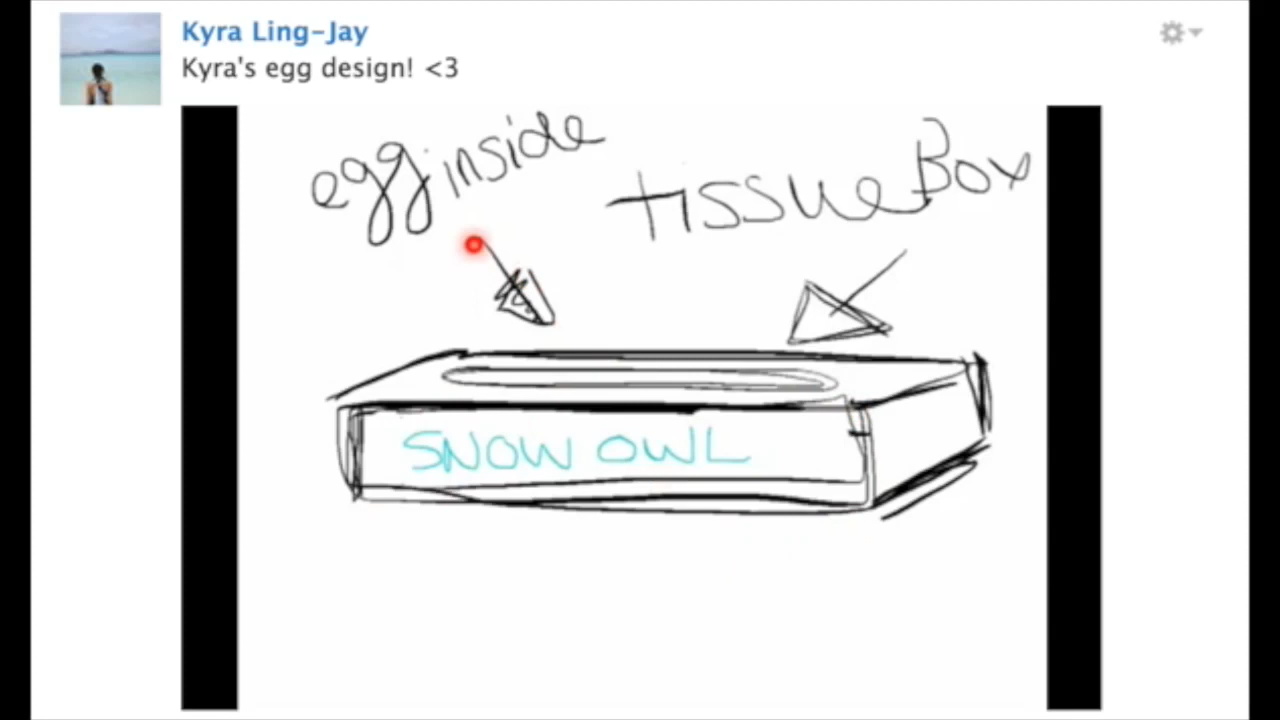 Kyra Ling-Jay
Kyra's egg design! <3
egg inside
tissue Box
SNOW OWL